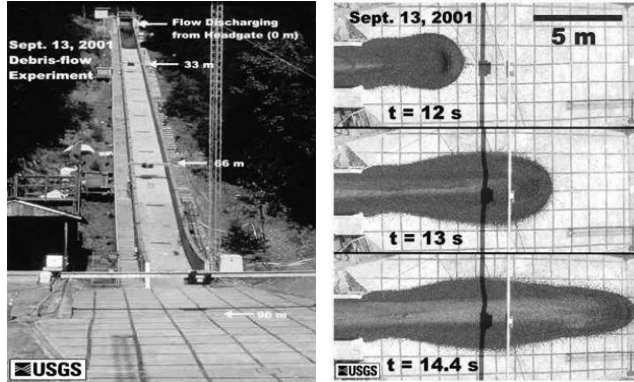 Flow Discharging
from Headgate (0 m)
Sept. 13, 2001
Debris-flow
Experiment
33 m
66 m
90 m
USGS
Sept. 13, 2001
5 m
t = 12 s
t = 13 s
USGS
t = 14.4 s